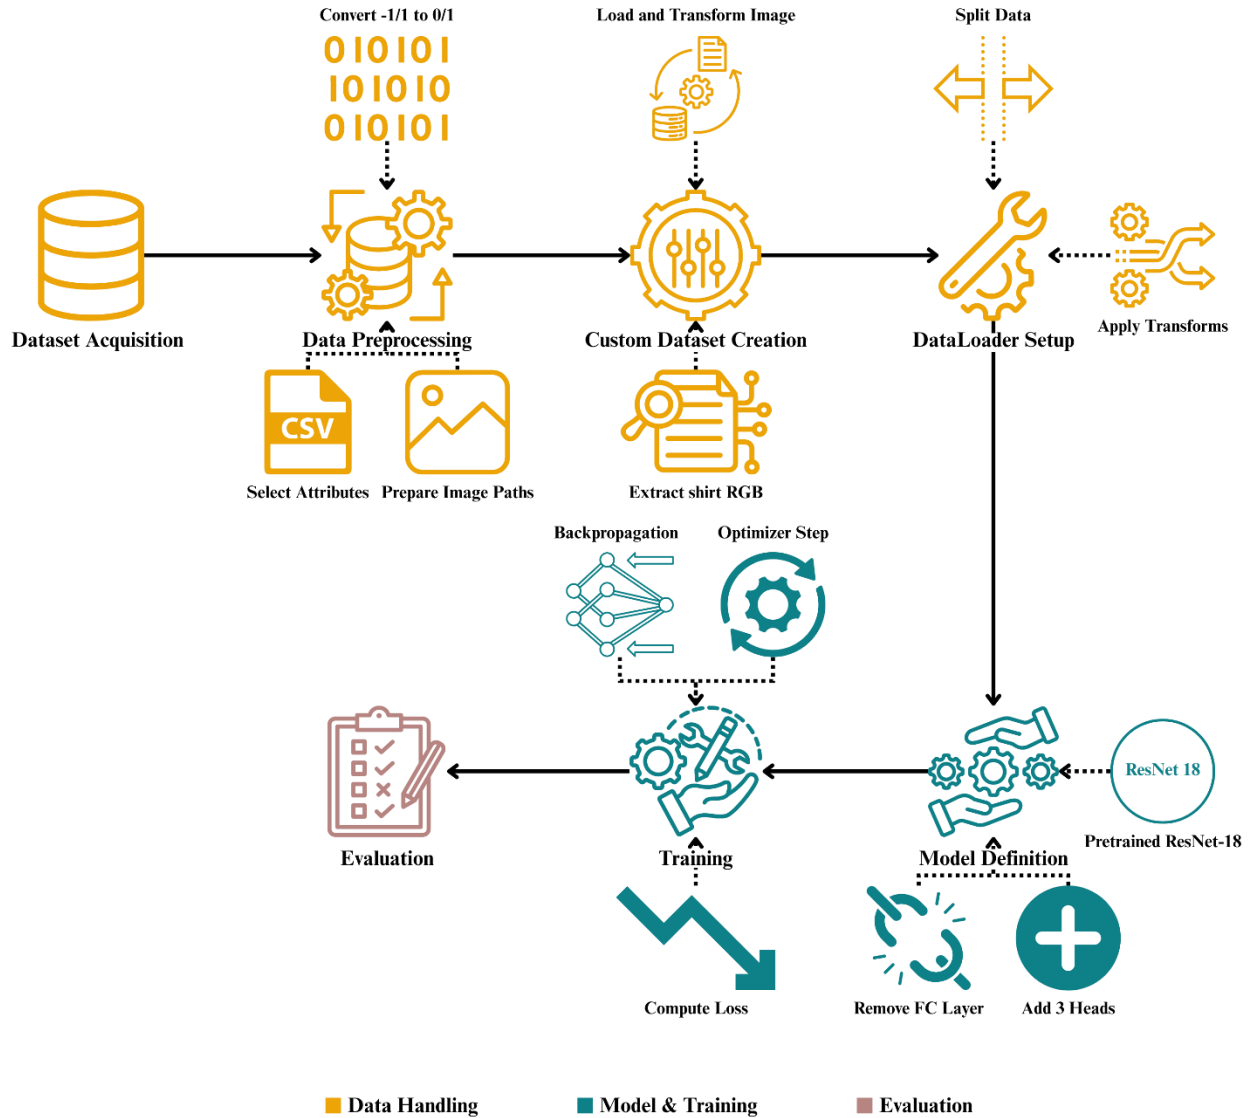 Convert -1/1 to 0/1
Load and Transform Image
Split Data
010101
101010
010101
Dataset Acquisition
Data Preprocessing
Custom Dataset Creation
DataLoader Setup
Apply Transforms
CSV
Select Attributes
Prepare Image Paths
Extract shirt RGB
Backpropagation
Optimizer Step
ResNet 18
Pretrained ResNet-18
Evaluation
Training
Model Definition
Compute Loss
Remove FC Layer
Add 3 Heads
Data Handling
Model & Training
Evaluation